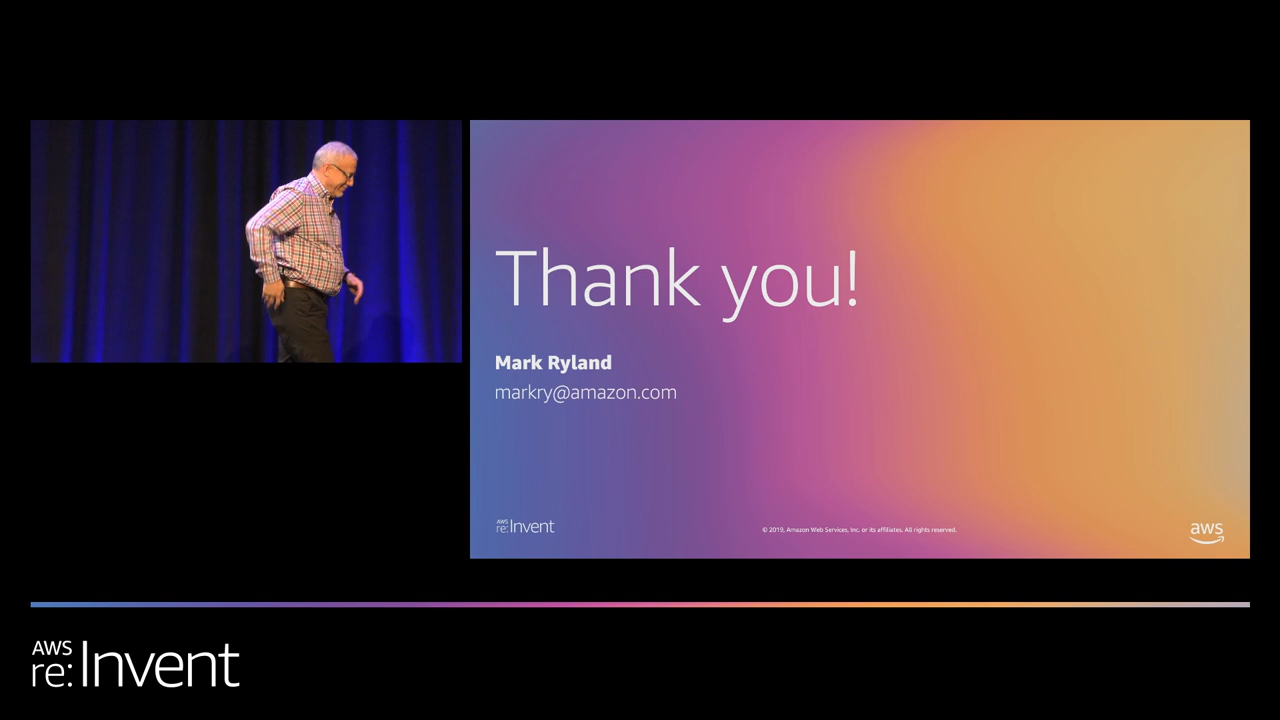 Thank you!
Mark Ryland
markry@amazon.com
AWS
re:Invent
© 2019, Amazon Web Services, Inc. or its affiliates. All rights reserved.
aws
AWS
re:Invent